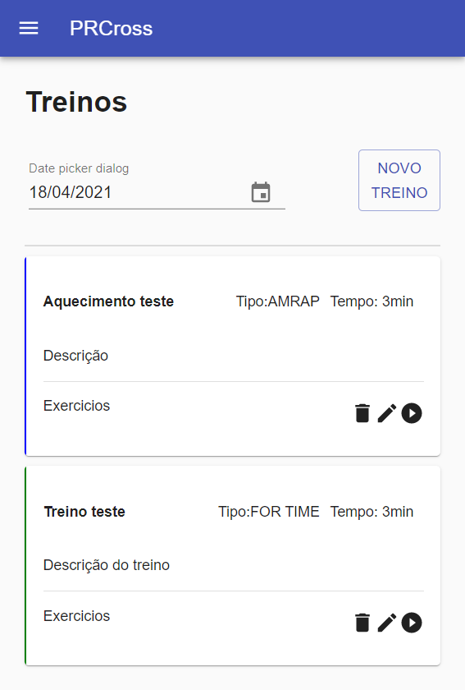 PRCross
Treinos
Date picker dialog
18/04/2021
NOVO
TREINO
Aquecimento teste Tipo:AMRAP Tempo: 3min
Descrição
Exercicios
Treino teste Tipo:FOR TIME Tempo: 3min
Descrição do treino
Exercicios